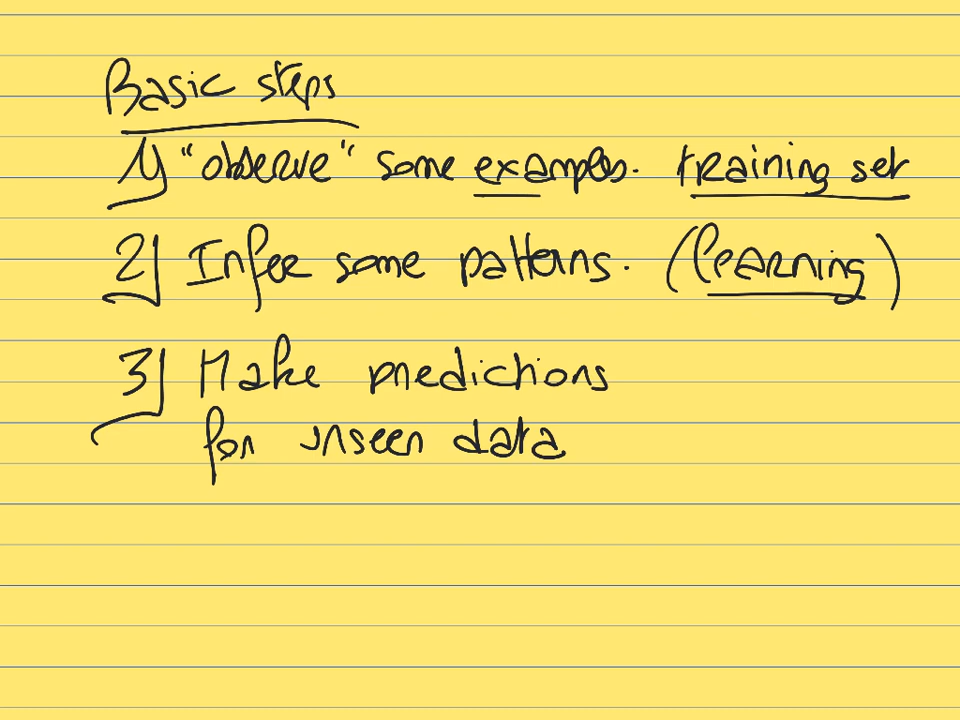 Basic steps
1) "observe" some examples. training set
2) Infer some patterns. (learning)
3) Make predictions
for unseen data